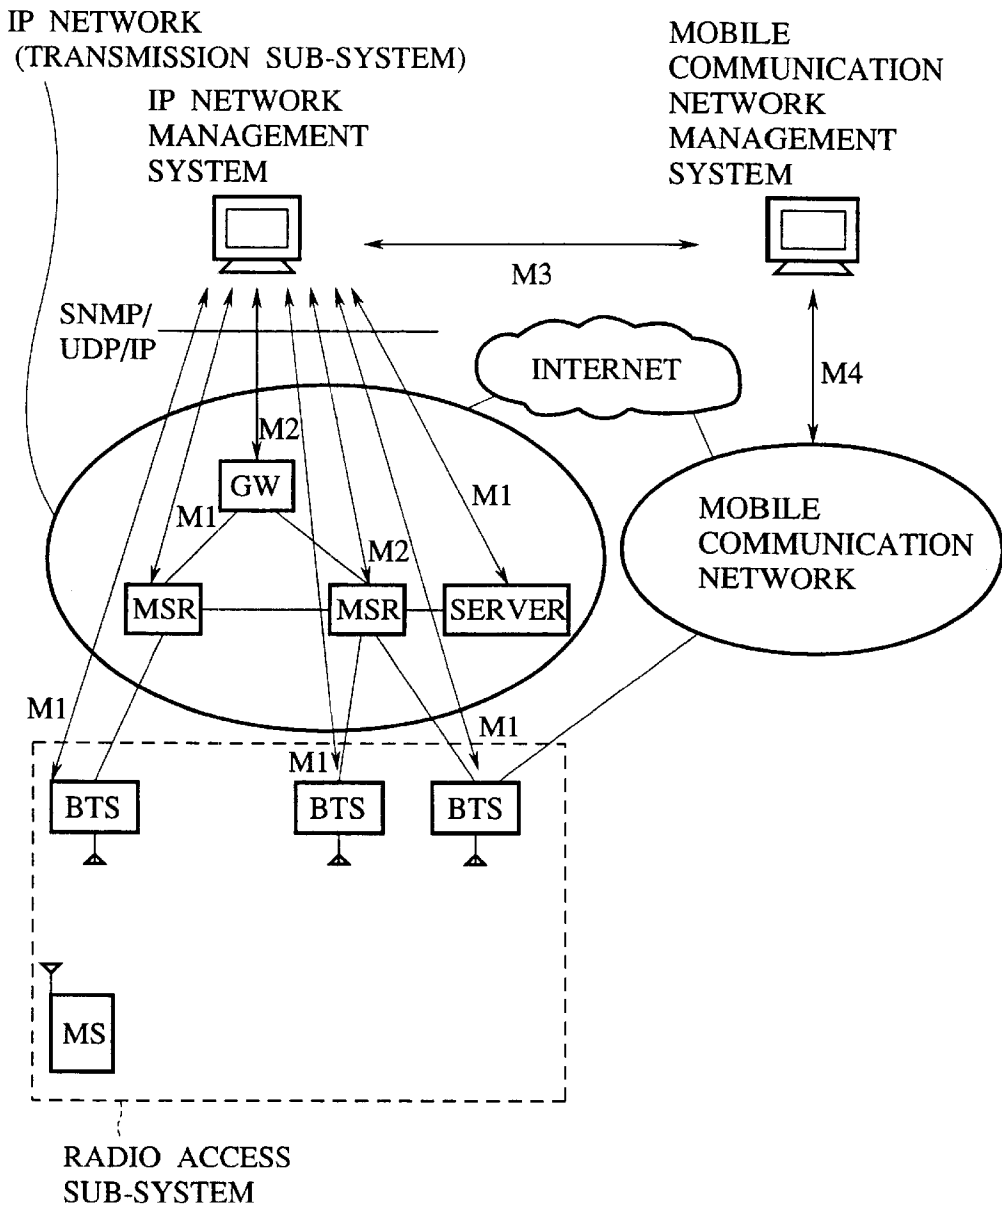 IP NETWORK
(TRANSMISSION SUB-SYSTEM)
IP NETWORK
MANAGEMENT
SYSTEM
MOBILE
COMMUNICATION
NETWORK
MANAGEMENT
SYSTEM
M3
SNMP/
UDP/IP
INTERNET
M4
M2
GW
M1
M1
M2
MSR
MSR
SERVER
MOBILE
COMMUNICATION
NETWORK
M1
M1
M1
BTS
BTS
BTS
MS
RADIO ACCESS
SUB-SYSTEM